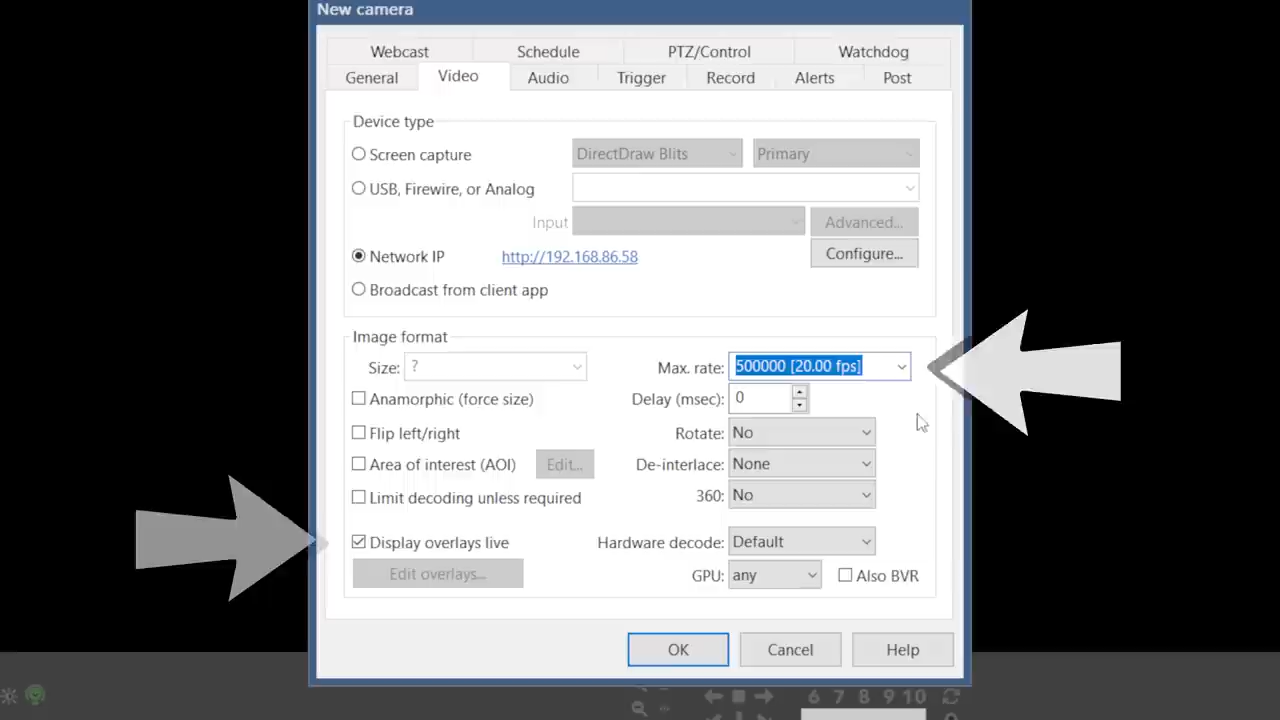 New camera
Webcast Schedule PTZ/Control Watchdog
General Video Audio Trigger Record Alerts Post
Device type
Screen capture DirectDraw Blits Primary
USB, Firewire, or Analog
Input Advanced...
Network IP http://192.168.86.58 Configure...
Broadcast from client app
Image format
Size: ? Max. rate: 500000 [20.00 fps]
Anamorphic (force size) Delay (msec): 0
Flip left/right Rotate: No
Area of interest (AOI) Edit... De-interlace: None
Limit decoding unless required 360: No
Display overlays live Hardware decode: Default
Edit overlays... GPU: any Also BVR
OK Cancel Help
6 7 8 9 10